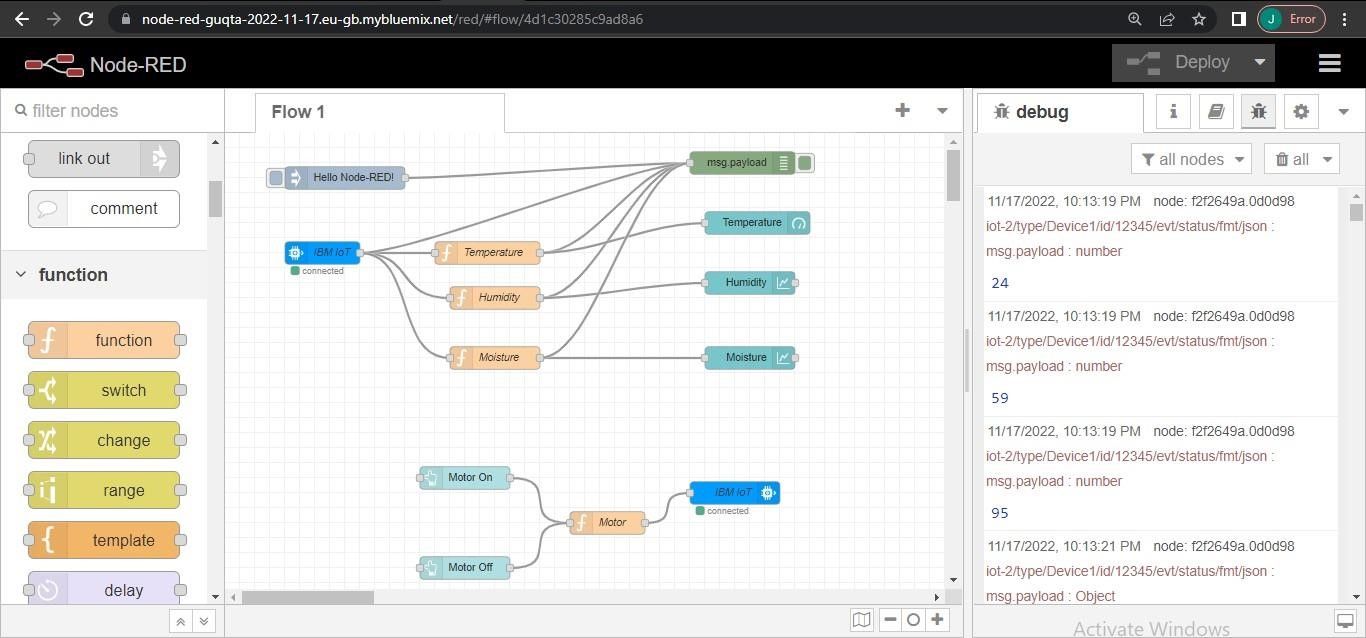 node-red-guqta-2022-11-17.eu-gb.mybluemix.net/red/#flow/4d1c30285c9ad8a6
J Error
Node-RED
Deploy
filter nodes
Flow 1
debug
i
link out
comment
function
function
switch
change
range
template
delay
Hello Node-RED!
msg.payload
Temperature
IBM IoT
connected
Temperature
Humidity
Humidity
Moisture
Moisture
Motor On
IBM IoT
connected
Motor
Motor Off
all nodes
all
11/17/2022, 10:13:19 PM node: f2f2649a.0d0d98
iot-2/type/Device1/id/12345/evt/status/fmt/json :
msg.payload : number
24
11/17/2022, 10:13:19 PM node: f2f2649a.0d0d98
iot-2/type/Device1/id/12345/evt/status/fmt/json :
msg.payload : number
59
11/17/2022, 10:13:19 PM node: f2f2649a.0d0d98
iot-2/type/Device1/id/12345/evt/status/fmt/json :
msg.payload : number
95
11/17/2022, 10:13:21 PM node: f2f2649a.0d0d98
iot-2/type/Device1/id/12345/evt/status/fmt/json :
msg.payload : Object
Activate Windows